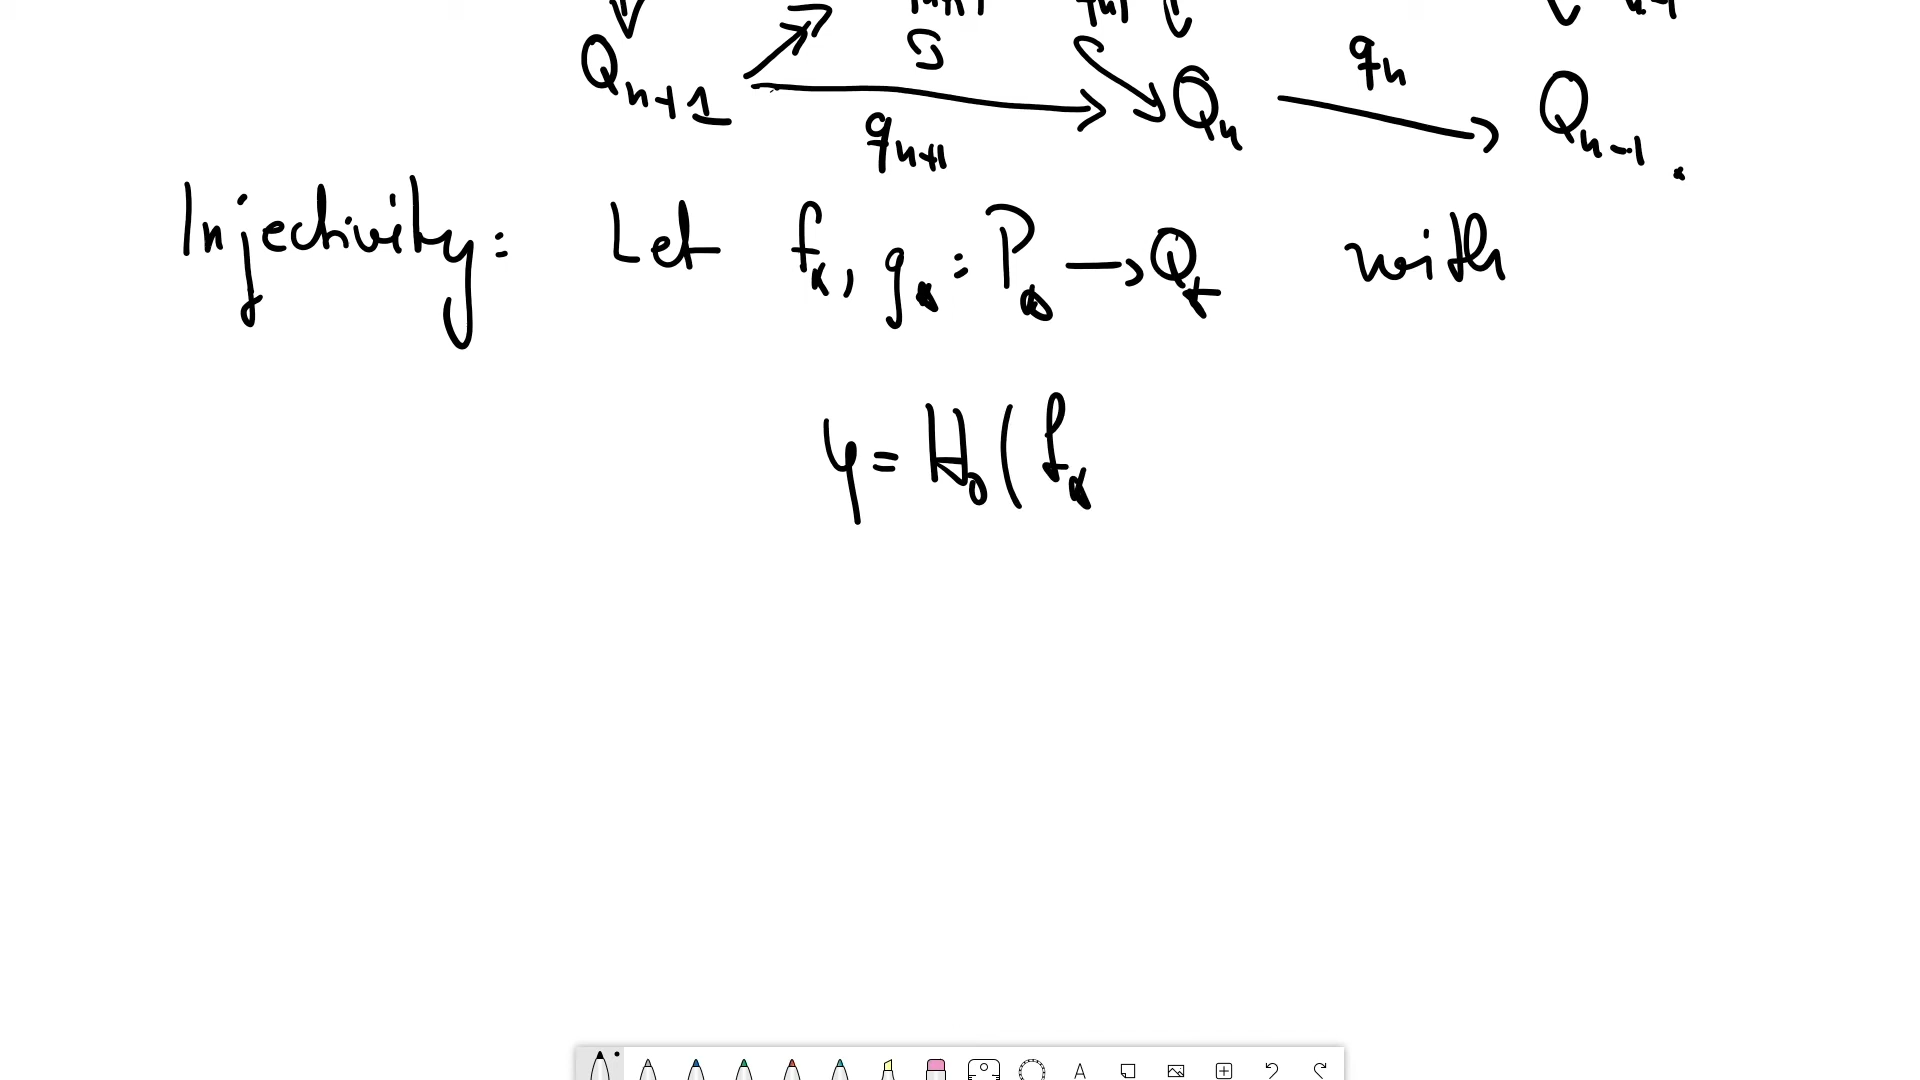 Q_{n+1} q_{n+1} Q_n q_n Q_{n-1}.
Injectivity: Let f_*, g_*: P_* → Q_* with
φ = H_0(f_*